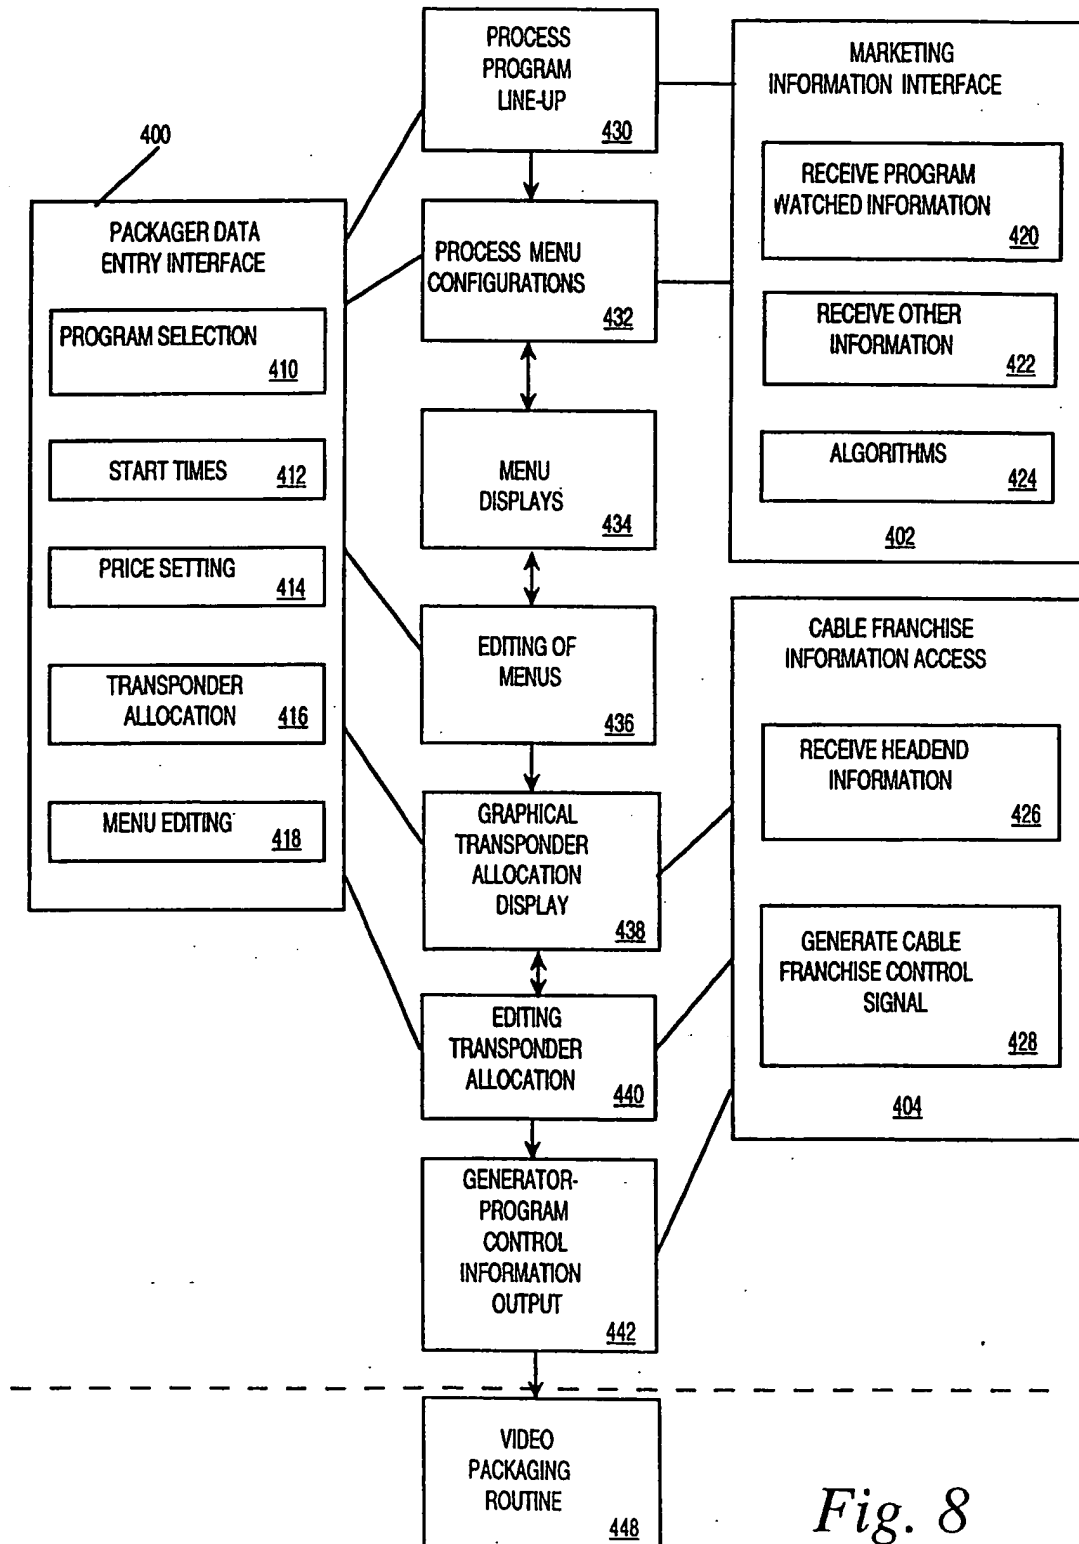 PROCESS
PROGRAM
LINE-UP
430
MARKETING
INFORMATION INTERFACE
RECEIVE PROGRAM
WATCHED INFORMATION
420
RECEIVE OTHER
INFORMATION
422
ALGORITHMS
424
402
400
PACKAGER DATA
ENTRY INTERFACE
PROGRAM SELECTION
410
START TIMES
412
PRICE SETTING
414
TRANSPONDER
ALLOCATION
416
MENU EDITING
418
PROCESS MENU
CONFIGURATIONS
432
MENU
DISPLAYS
434
EDITING OF
MENUS
436
GRAPHICAL
TRANSPONDER
ALLOCATION
DISPLAY
438
EDITING
TRANSPONDER
ALLOCATION
440
GENERATOR-
PROGRAM
CONTROL
INFORMATION
OUTPUT
442
CABLE FRANCHISE
INFORMATION ACCESS
RECEIVE HEADEND
INFORMATION
426
GENERATE CABLE
FRANCHISE CONTROL
SIGNAL
428
404
VIDEO
PACKAGING
ROUTINE
448
Fig. 8